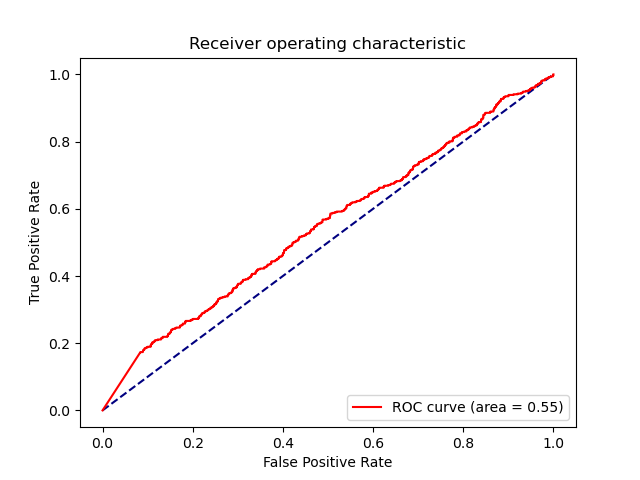 Receiver operating characteristic
True Positive Rate
1.0
0.8
0.6
0.4
0.2
0.0
ROC curve (area = 0.55)
0.0 0.2 0.4 0.6 0.8 1.0
False Positive Rate